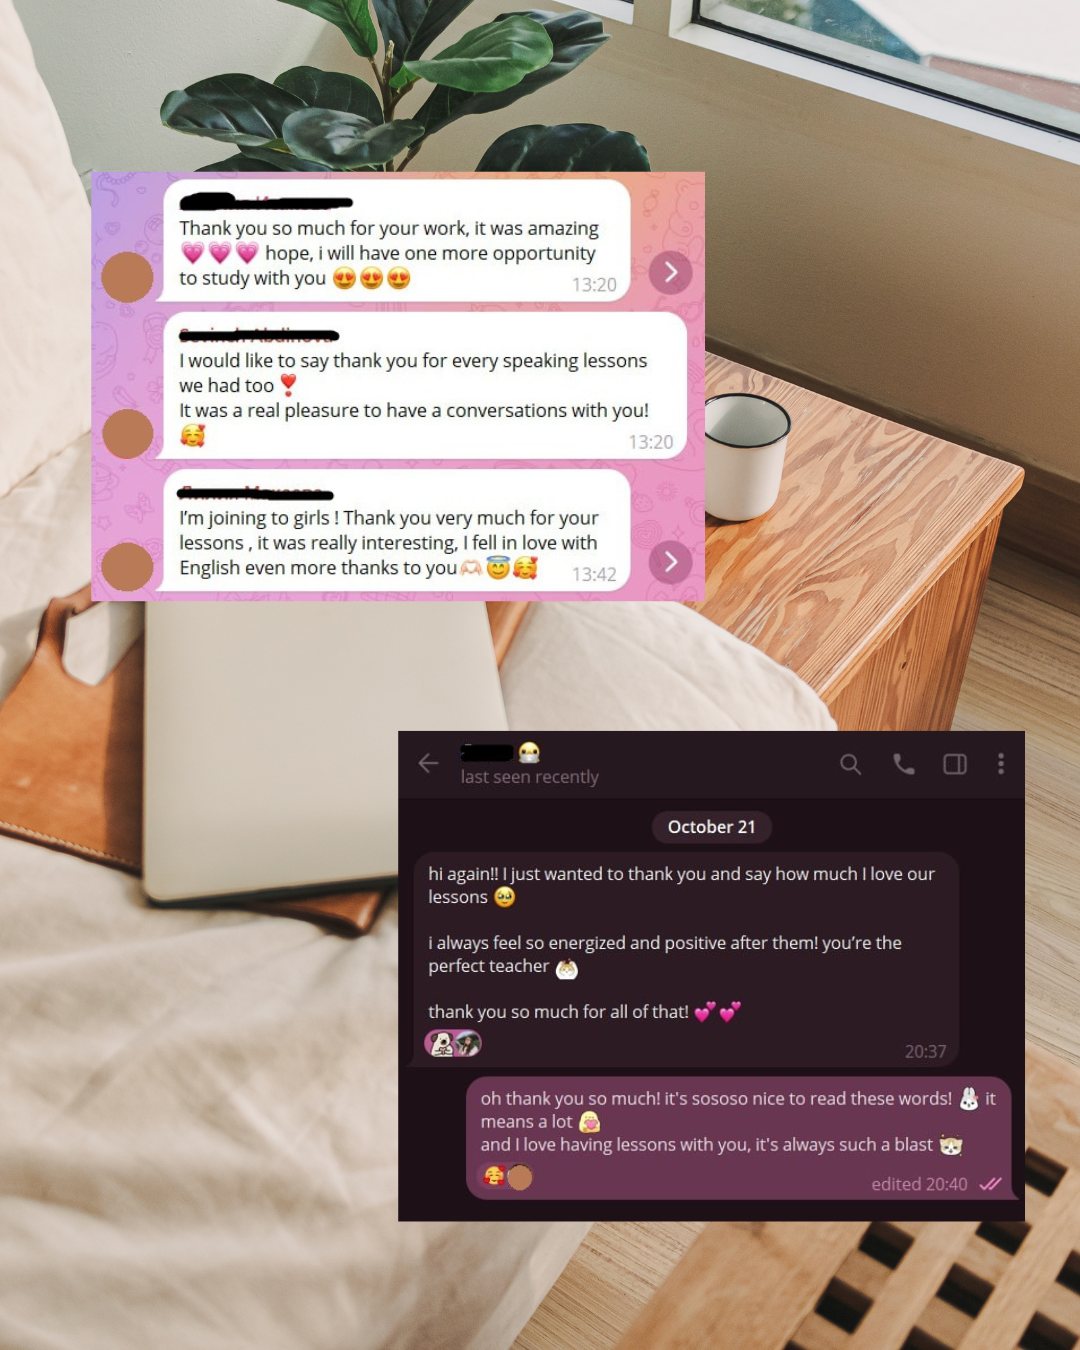 Thank you so much for your work, it was amazing
💗💗💗 hope, i will have one more opportunity
to study with you 😍😍😍
13:20
I would like to say thank you for every speaking lessons
we had too ❣️
It was a real pleasure to have a conversations with you!
🥰
13:20
I'm joining to girls ! Thank you very much for your
lessons , it was really interesting, I fell in love with
English even more thanks to you🫶🏻😇🥰
13:42
last seen recently
October 21
hi again!! I just wanted to thank you and say how much I love our
lessons 🥹
i always feel so energized and positive after them! you're the
perfect teacher
thank you so much for all of that! 💕💕
20:37
oh thank you so much! it's sososo nice to read these words! it
means a lot
and I love having lessons with you, it's always such a blast
edited 20:40